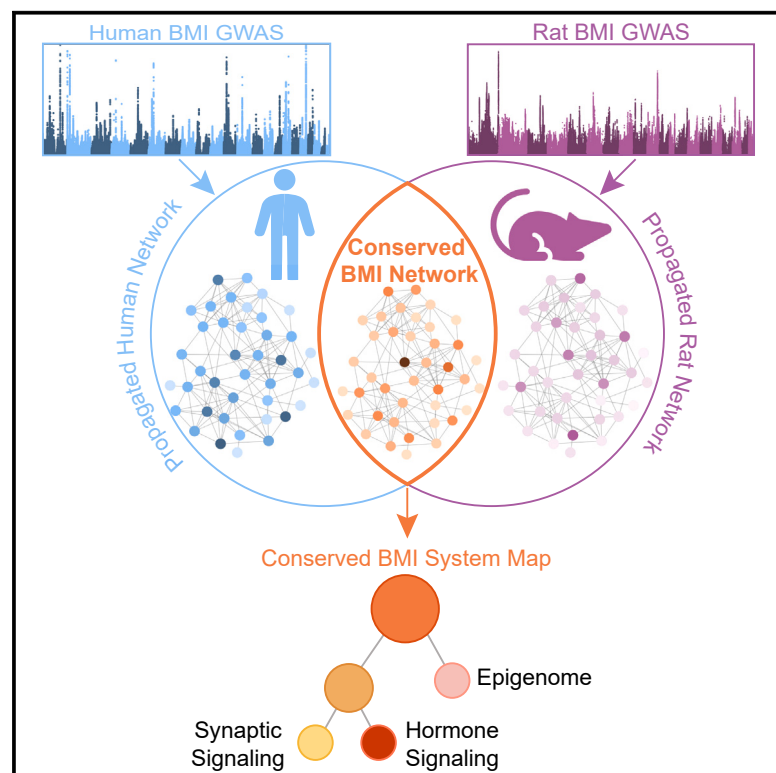 Human BMI GWAS
Rat BMI GWAS
Propagated Human Network
Conserved
BMI Network
Propagated Rat Network
Conserved BMI System Map
Epigenome
Synaptic
Signaling
Hormone
Signaling